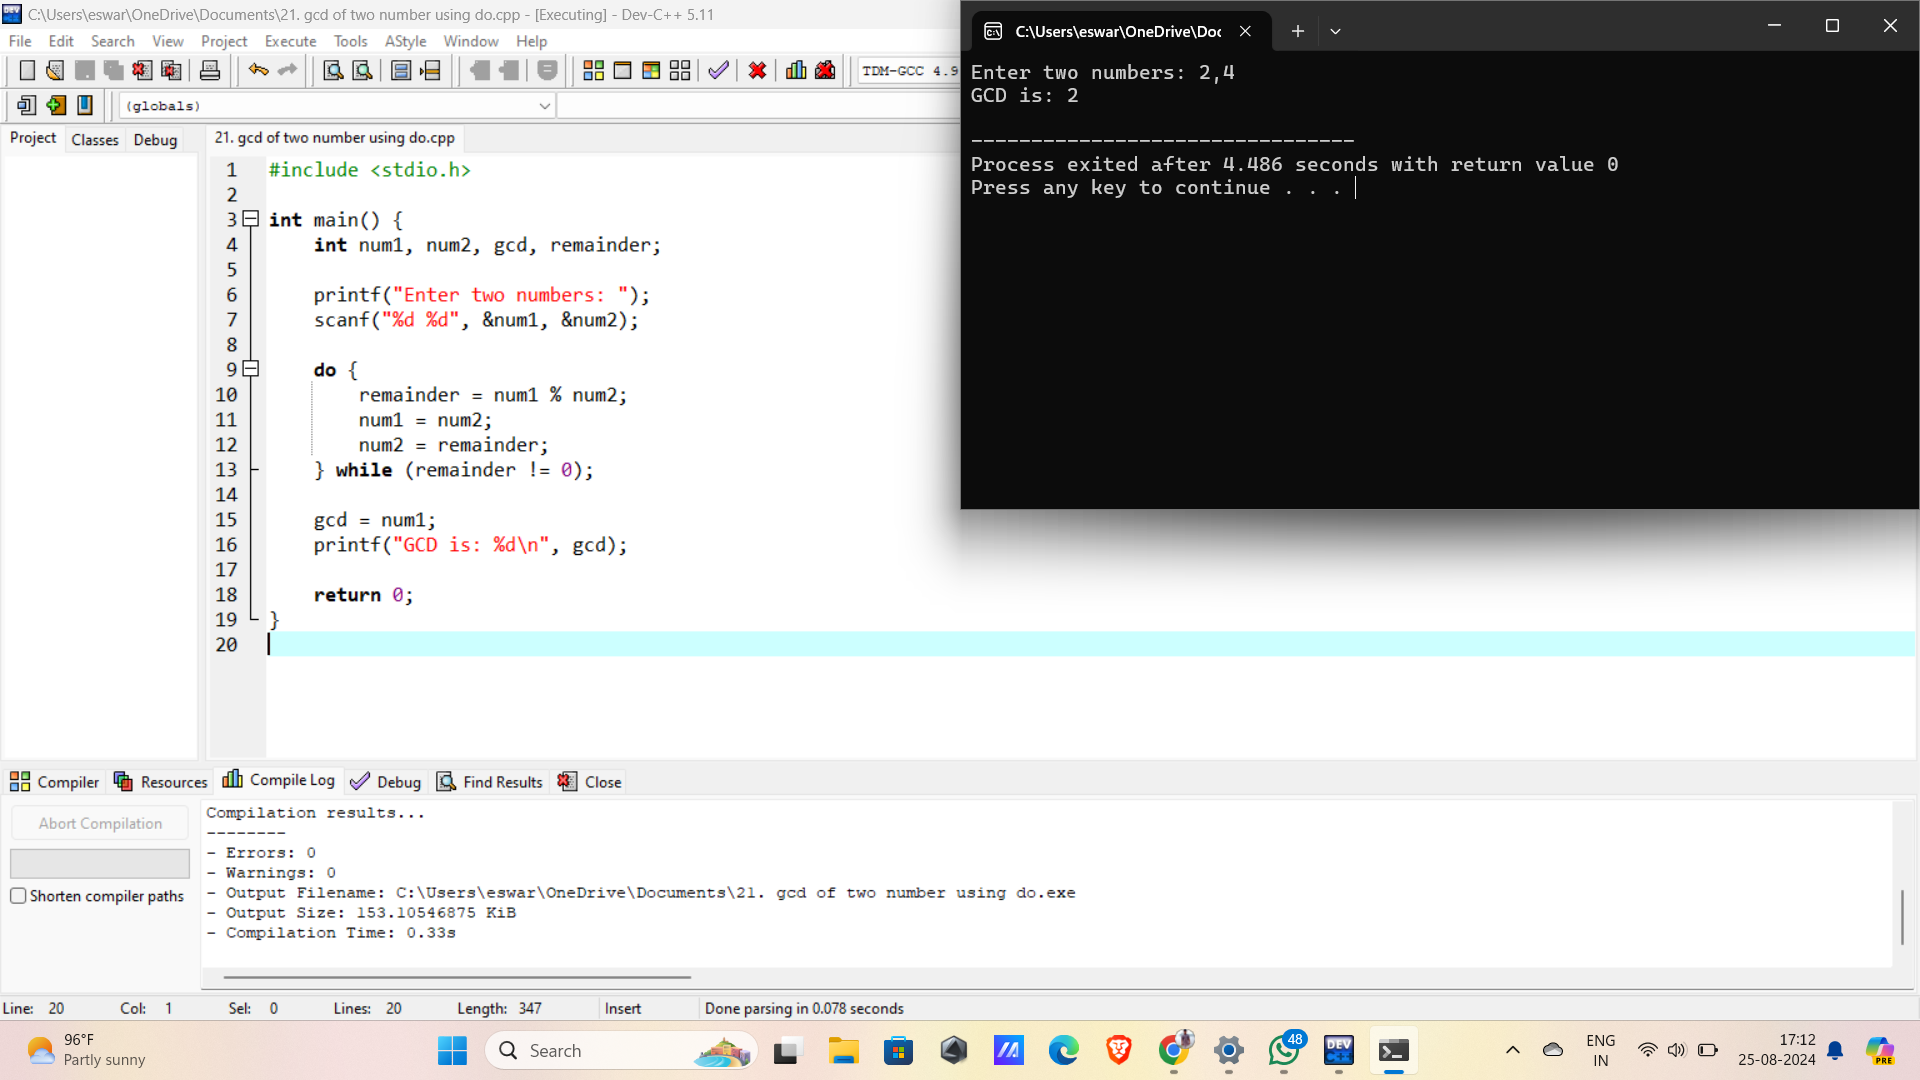 C:\Users\eswar\OneDrive\Documents\21. gcd of two number using do.cpp - [Executing] - Dev-C++ 5.11
File Edit Search View Project Execute Tools AStyle Window Help
TDM-GCC 4.9
(globals)
Project Classes Debug
21. gcd of two number using do.cpp
1 #include <stdio.h>
2
3 int main() {
4 int num1, num2, gcd, remainder;
5
6 printf("Enter two numbers: ");
7 scanf("%d %d", &num1, &num2);
8
9 do {
10 remainder = num1 % num2;
11 num1 = num2;
12 num2 = remainder;
13 } while (remainder != 0);
14
15 gcd = num1;
16 printf("GCD is: %d\n", gcd);
17
18 return 0;
19 }
20
C:\Users\eswar\OneDrive\Doc
Enter two numbers: 2,4
GCD is: 2
--------------------------------
Process exited after 4.486 seconds with return value 0
Press any key to continue . . .
Compiler Resources Compile Log Debug Find Results Close
Abort Compilation
Shorten compiler paths
Compilation results...
--------
- Errors: 0
- Warnings: 0
- Output Filename: C:\Users\eswar\OneDrive\Documents\21. gcd of two number using do.exe
- Output Size: 153.10546875 KiB
- Compilation Time: 0.33s
Line: 20 Col: 1 Sel: 0 Lines: 20 Length: 347 Insert Done parsing in 0.078 seconds
96°F
Partly sunny
Search
48
DEV
C++
ENG
IN
17:12
25-08-2024
PRE